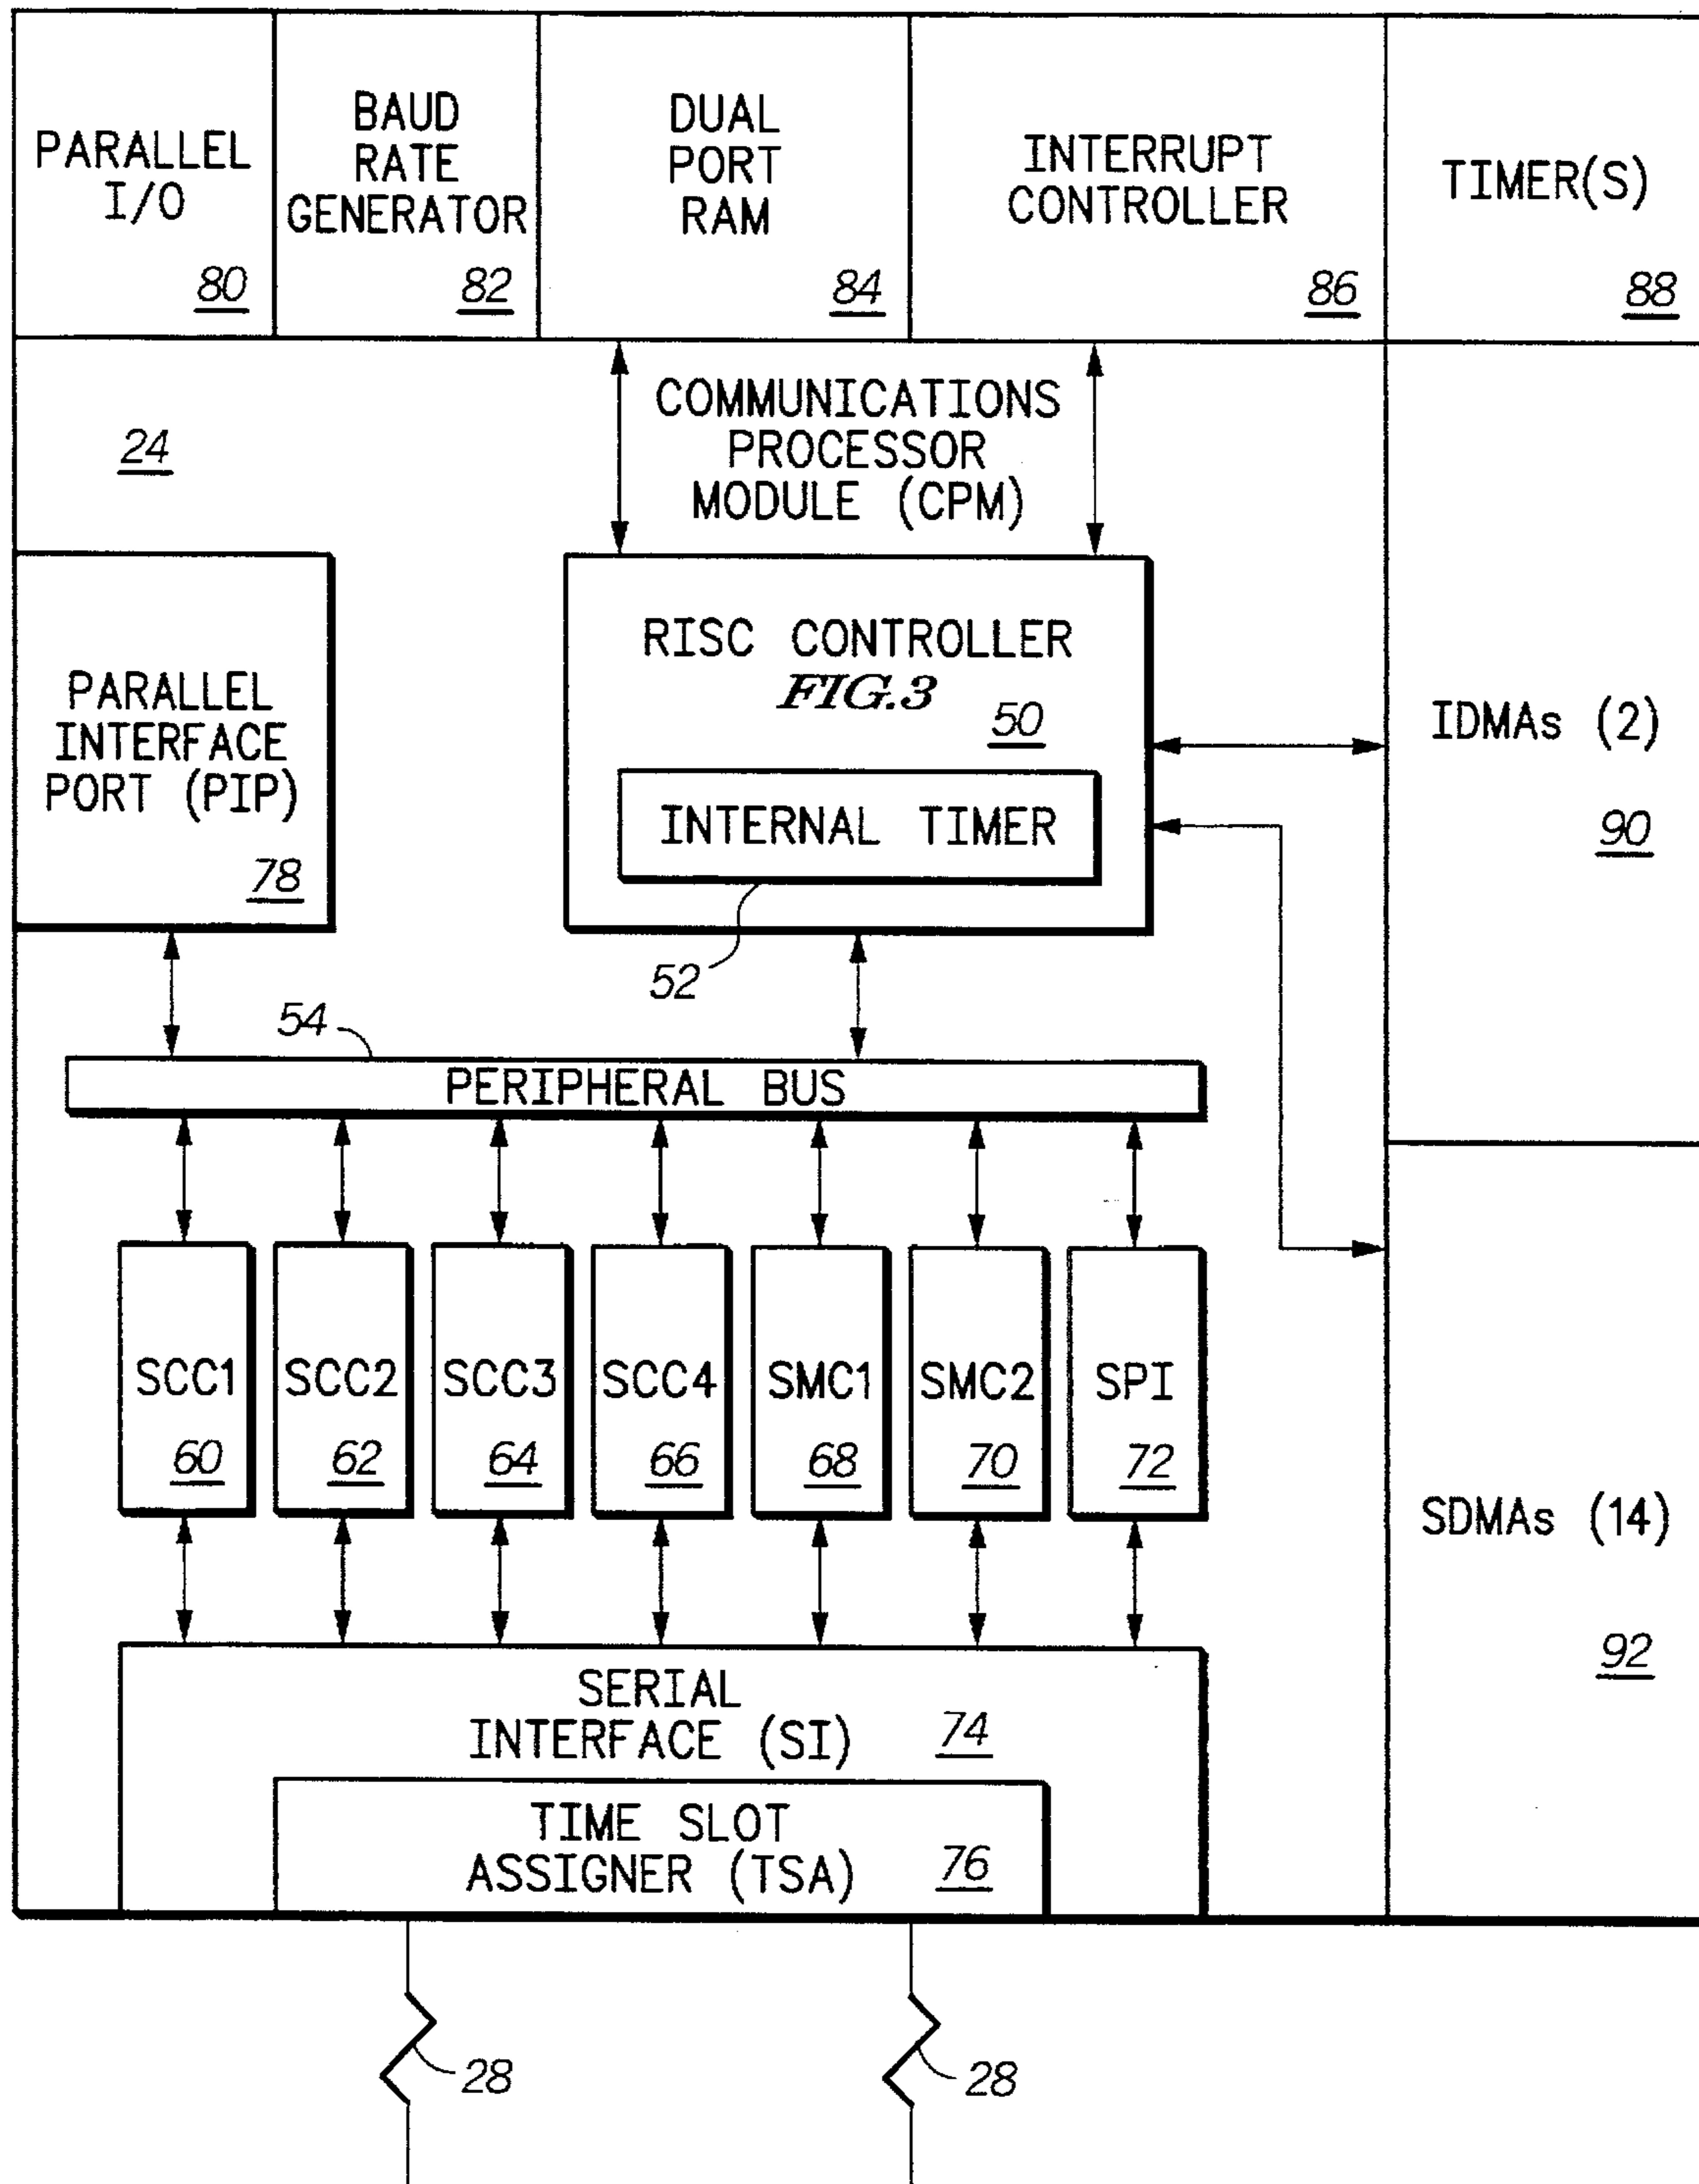 PARALLEL
I/O
80
BAUD
RATE
GENERATOR
82
DUAL
PORT
RAM
84
INTERRUPT
CONTROLLER
86
TIMER(S)
88
24
COMMUNICATIONS
PROCESSOR
MODULE (CPM)
PARALLEL
INTERFACE
PORT (PIP)
78
RISC CONTROLLER
FIG.3
50
INTERNAL TIMER
52
IDMAs (2)
90
54
PERIPHERAL BUS
SCC1
60
SCC2
62
SCC3
64
SCC4
66
SMC1
68
SMC2
70
SPI
72
SDMAs (14)
92
SERIAL
INTERFACE (SI)
74
TIME SLOT
ASSIGNER (TSA)
76
28
28